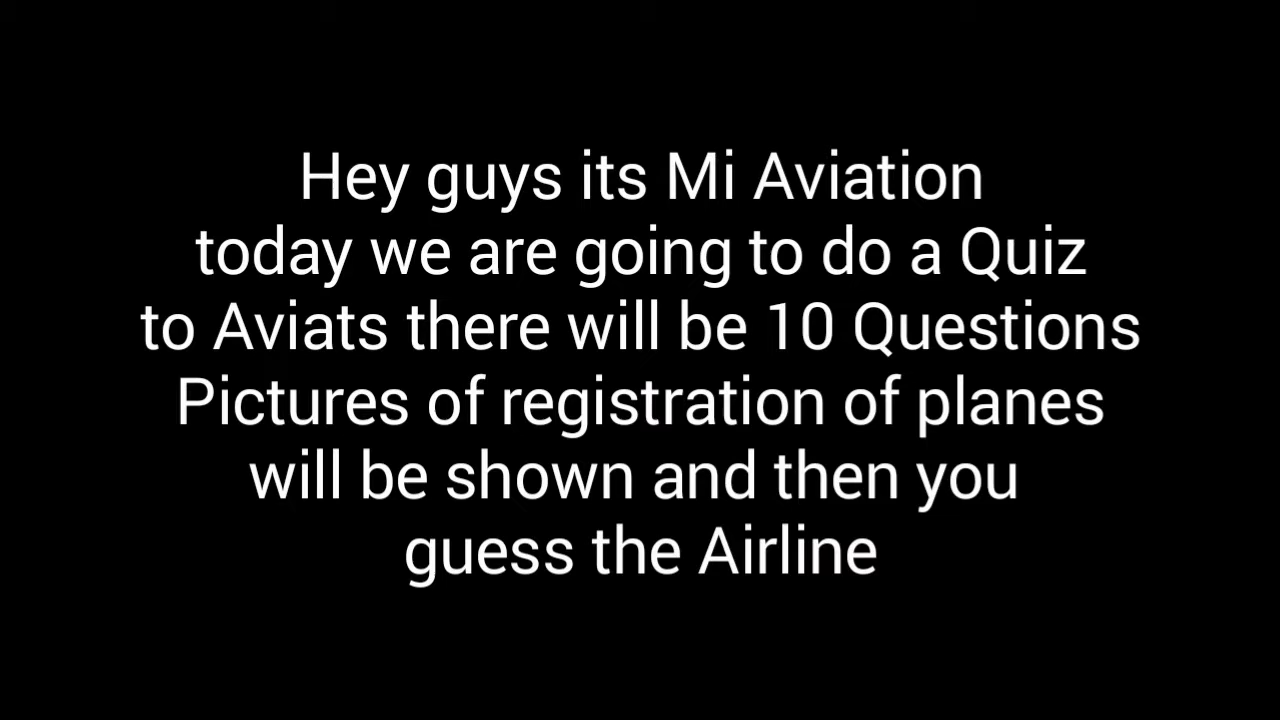 Hey guys its Mi Aviation
today we are going to do a Quiz
to Aviats there will be 10 Questions
Pictures of registration of planes
will be shown and then you
guess the Airline